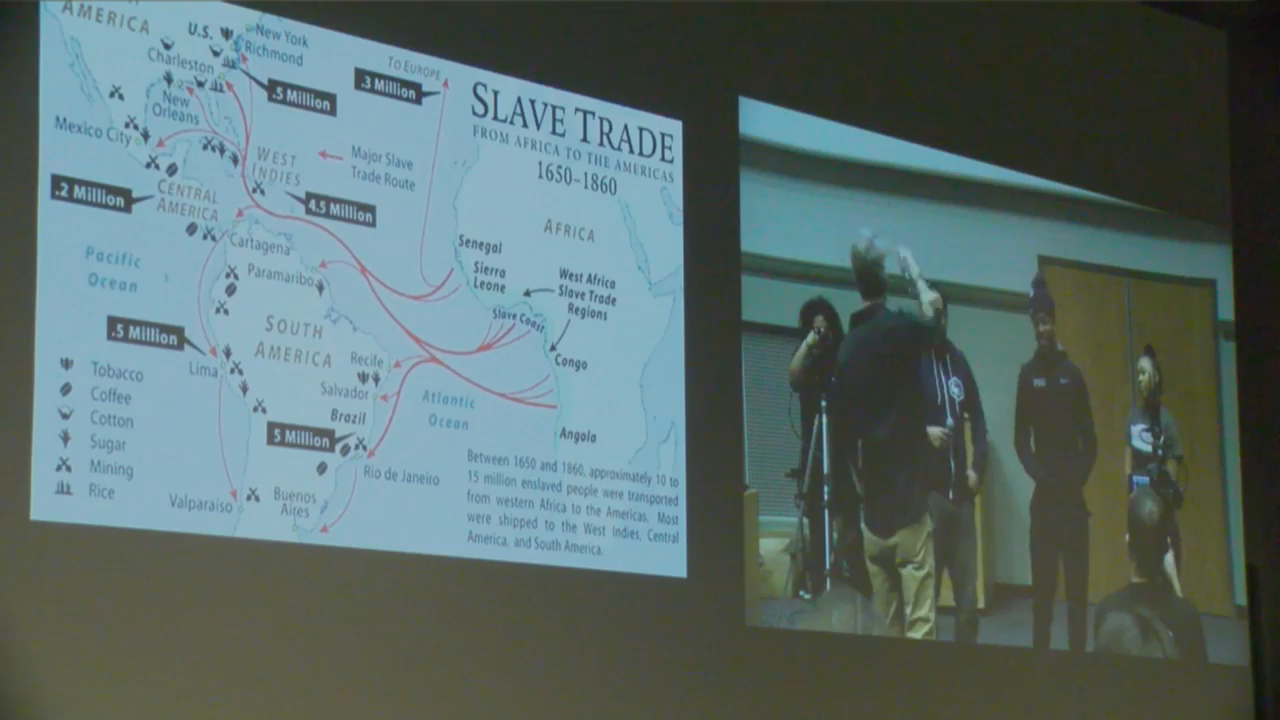 AMERICA
U.S.
New York
Richmond
Charleston
.5 Million
TO EUROPE
.3 Million
New
Orleans
Mexico City
WEST
INDIES
Major Slave
Trade Route
SLAVE TRADE
FROM AFRICA TO THE AMERICAS
1650–1860
.2 Million
CENTRAL
AMERICA
4.5 Million
AFRICA
Cartagena
Senegal
Pacific
Ocean
Paramaribo
Sierra
Leone
West Africa
Slave Trade
Regions
Slave Coast
SOUTH
AMERICA
.5 Million
Lima
Recife
Congo
Salvador
Atlantic
Ocean
Brazil
5 Million
Angola
Tobacco
Coffee
Cotton
Sugar
Mining
Rice
Rio de Janeiro
Valparaiso
Buenos
Aires
Between 1650 and 1860, approximately 10 to
15 million enslaved people were transported
from western Africa to the Americas. Most
were shipped to the West Indies, Central
America, and South America.